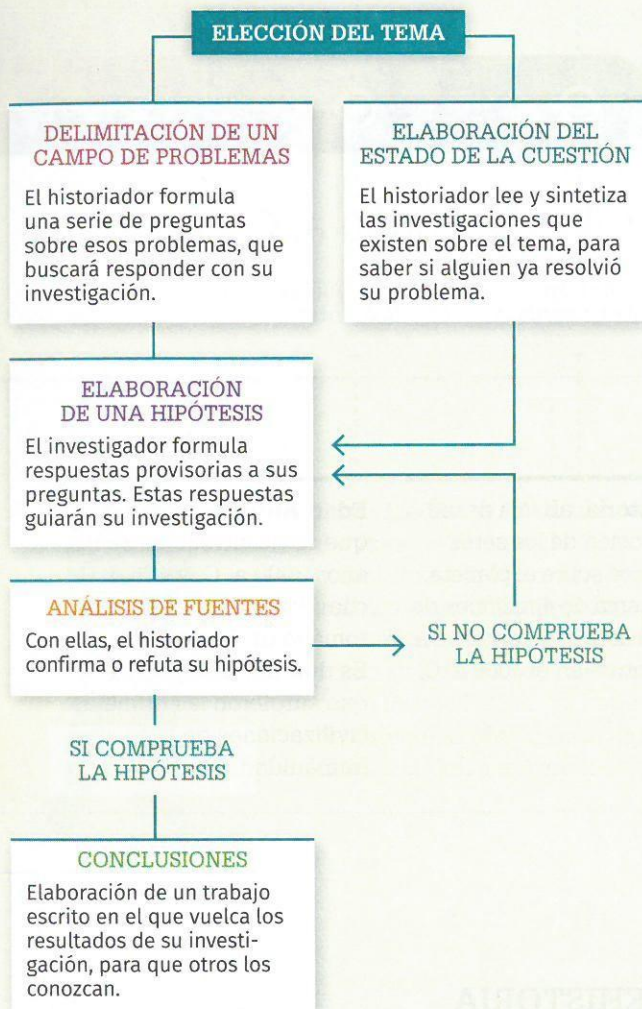 ELECCIÓN DEL TEMA
DELIMITACIÓN DE UN
CAMPO DE PROBLEMAS
El historiador formula
una serie de preguntas
sobre esos problemas, que
buscará responder con su
investigación.
ELABORACIÓN DEL
ESTADO DE LA CUESTIÓN
El historiador lee y sintetiza
las investigaciones que
existen sobre el tema, para
saber si alguien ya resolvió
su problema.
ELABORACIÓN
DE UNA HIPÓTESIS
El investigador formula
respuestas provisorias a sus
preguntas. Estas respuestas
guiarán su investigación.
ANÁLISIS DE FUENTES
Con ellas, el historiador
confirma o refuta su hipótesis.
SI NO COMPRUEBA
LA HIPÓTESIS
SI COMPRUEBA
LA HIPÓTESIS
CONCLUSIONES
Elaboración de un trabajo
escrito en el que vuelca los
resultados de su investi-
gación, para que otros los
conozcan.